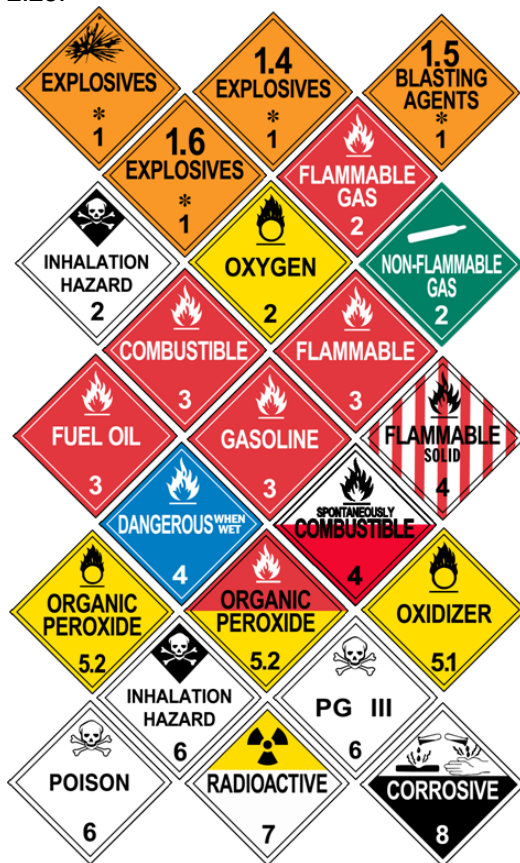 EXPLOSIVES
*
1
1.4
EXPLOSIVES
*
1
1.5
BLASTING
AGENTS
*
1
1.6
EXPLOSIVES
*
1
FLAMMABLE
GAS
2
INHALATION
HAZARD
2
OXYGEN
2
NON-FLAMMABLE
GAS
2
COMBUSTIBLE
3
FLAMMABLE
3
FUEL OIL
3
GASOLINE
3
FLAMMABLE
SOLID
4
DANGEROUS WHEN WET
4
SPONTANEOUSLY
COMBUSTIBLE
4
ORGANIC
PEROXIDE
5.2
ORGANIC
PEROXIDE
5.2
OXIDIZER
5.1
INHALATION
HAZARD
6
PG III
6
POISON
6
RADIOACTIVE
7
CORROSIVE
8